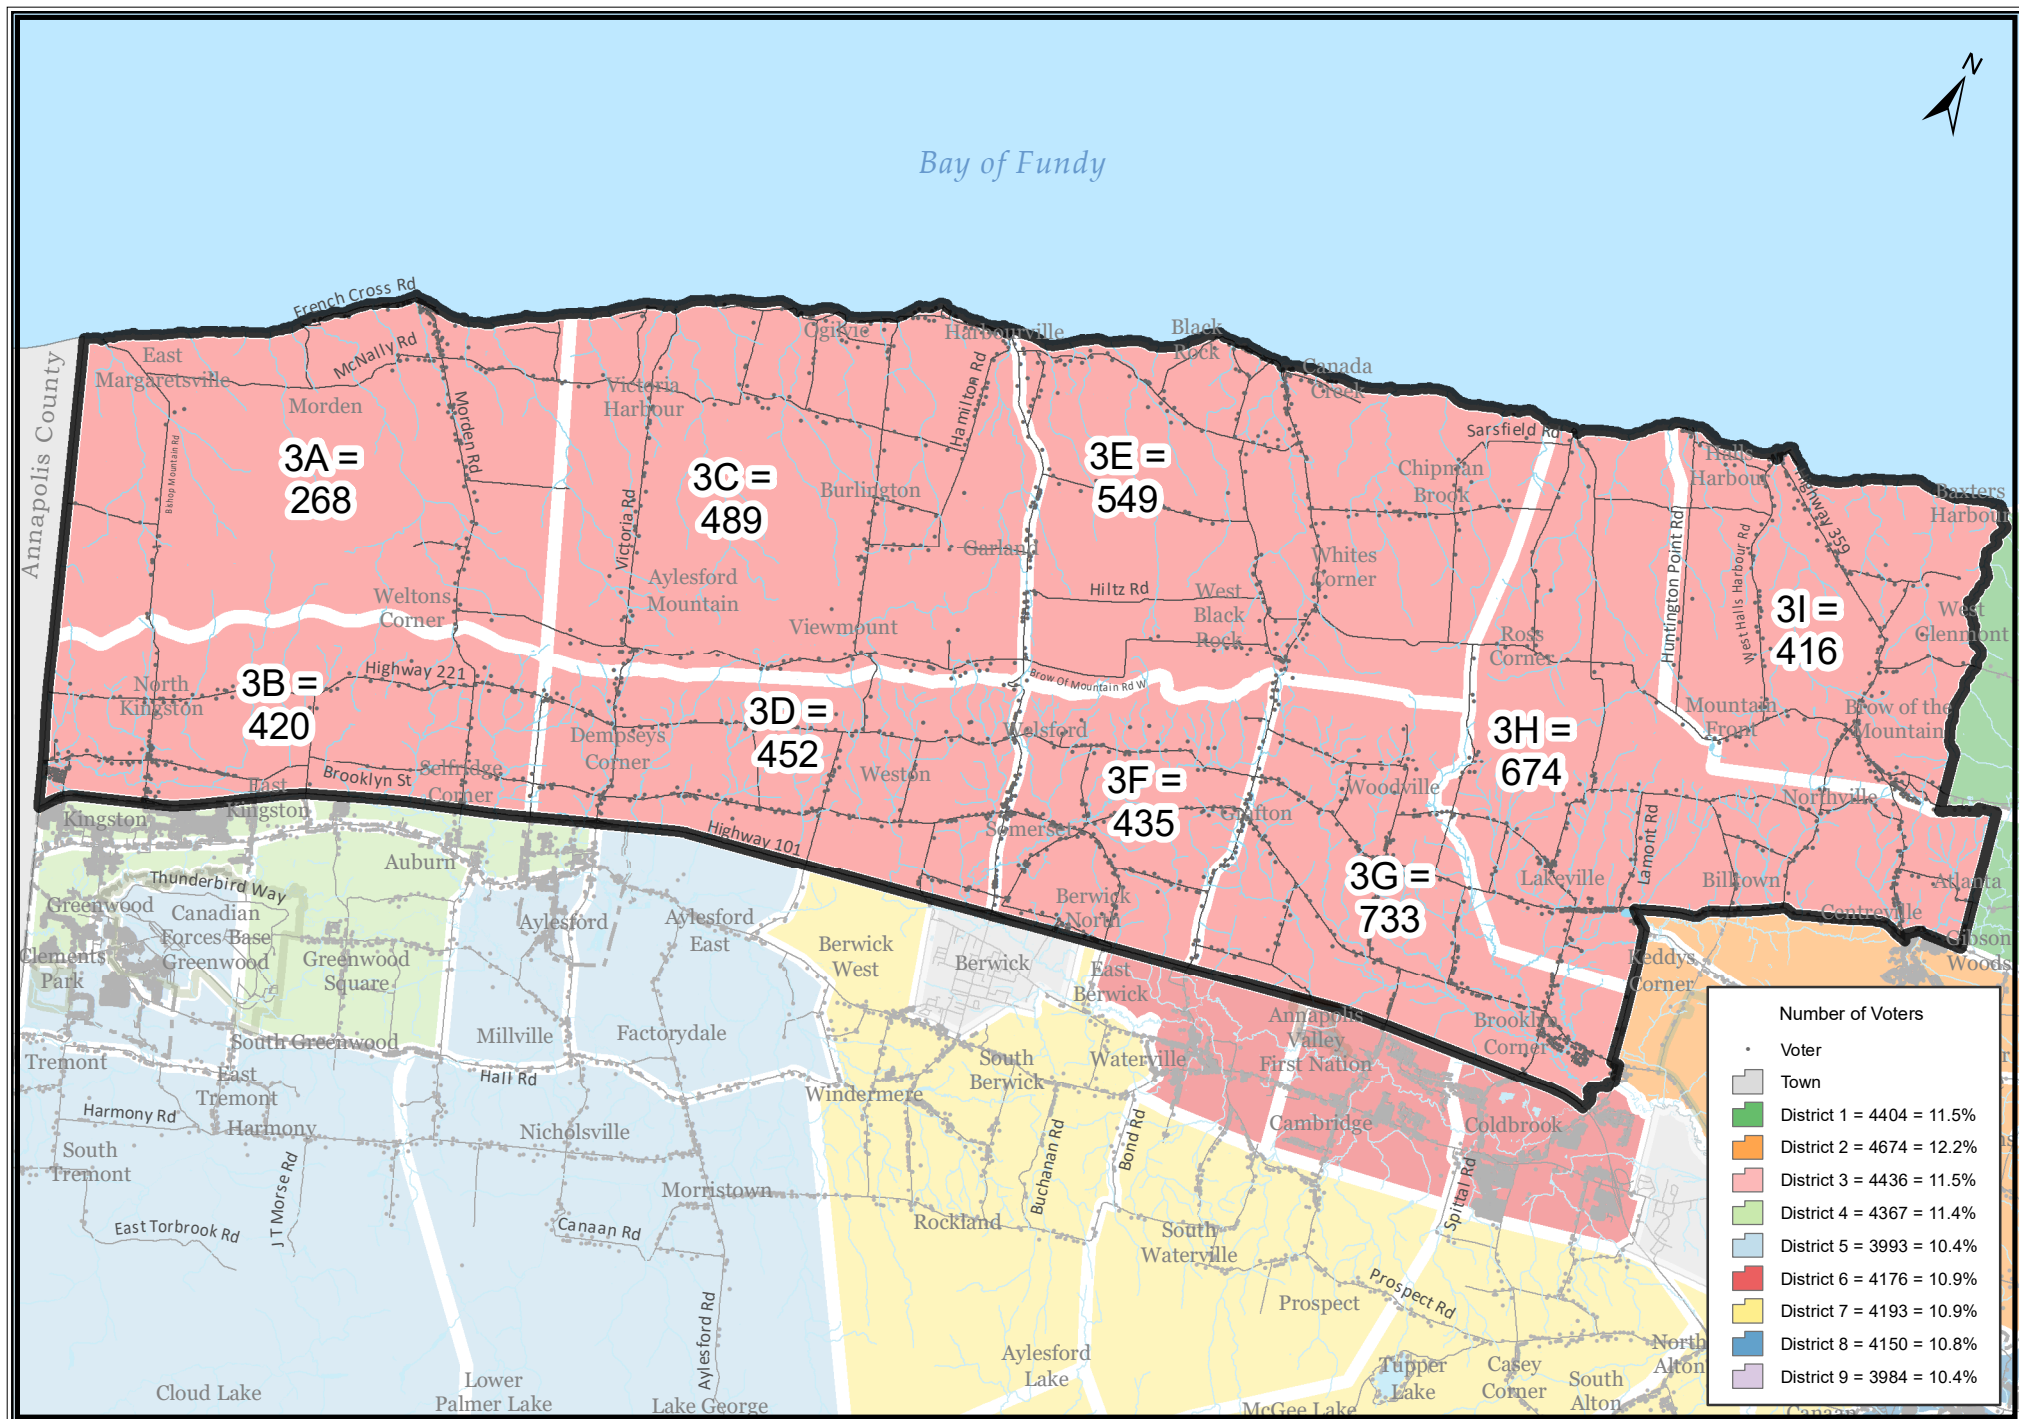 N
Bay of Fundy
French Cross Rd
McNally Rd
East
Margaretsville
Morden
Morden Rd
Bishop Mountain Rd
Annapolis County
3A =
268
Weltons
Corner
Victoria
Harbour
Victoria Rd
Ogilvie
Harbourville
Hamilton Rd
3C =
489
Burlington
Garland
Aylesford
Mountain
Viewmount
Black
Rock
Canada
Creek
3E =
549
Sarsfield Rd
Chipman
Brook
Whites
Corner
Hiltz Rd
West
Black
Rock
Ross
Corner
Halls
Harbour
Highway 359
Baxters
Harbour
Huntington Point Rd
West Halls Harbour Rd
3I =
416
West
Glenmont
Mountain
Front
Brow of the
Mountain
North
Kingston
3B =
420
Highway 221
Brooklyn St
Selfridge
Corner
East
Kingston
Kingston
Dempseys
Corner
3D =
452
Weston
Brow Of Mountain Rd W
Welsford
Somerset
3F =
435
Grafton
Woodville
3H =
674
Northville
Lamont Rd
3G =
733
Lakeville
Billtown
Atlanta
Centreville
Gibson
Woods
Highway 101
Berwick
North
Keddys
Corner
Brooklyn
Corner
Auburn
Thunderbird Way
Greenwood
Canadian
Forces Base
Greenwood
Clements
Park
Greenwood
Square
South Greenwood
Aylesford
Aylesford
East
Berwick
West
Berwick
East
Berwick
Annapolis
Valley
First Nation
Millville
Factorydale
Hall Rd
Tremont
East
Tremont
Harmony Rd
Harmony
South
Tremont
J T Morse Rd
East Torbrook Rd
Nicholsville
Morristown
Canaan Rd
Aylesford Rd
Windermere
South
Berwick
Waterville
Buchanan Rd
Bond Rd
Cambridge
Coldbrook
Spittal Rd
Rockland
South
Waterville
Prospect Rd
Prospect
Cloud Lake
Lower
Palmer Lake
Lake George
Aylesford
Lake
McGee Lake
Tupper
Lake
Casey
Corner
South
Alton
North
Alton
Canaan
Number of Voters
Voter
Town
District 1 = 4404 = 11.5%
District 2 = 4674 = 12.2%
District 3 = 4436 = 11.5%
District 4 = 4367 = 11.4%
District 5 = 3993 = 10.4%
District 6 = 4176 = 10.9%
District 7 = 4193 = 10.9%
District 8 = 4150 = 10.8%
District 9 = 3984 = 10.4%